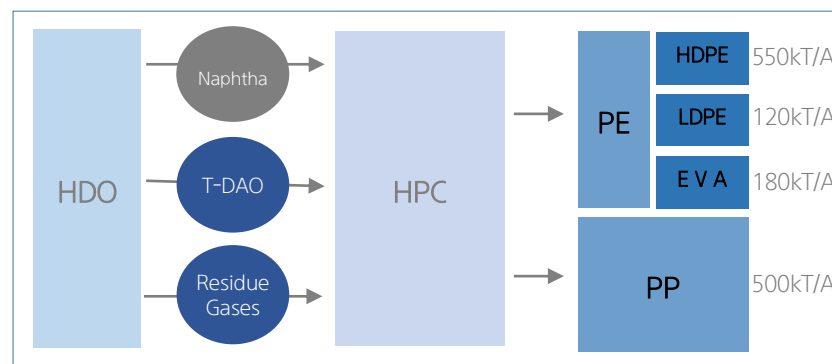 HDO
Naphtha
T-DAO
Residue
Gases
HPC
PE
HDPE
550kT/A
LDPE
120kT/A
E V A
180kT/A
PP
500kT/A